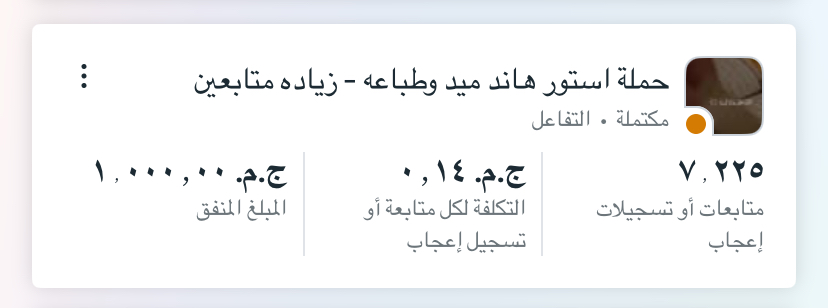 حملة استور هاند ميد وطباعه - زياده متابعين
مكتملة • التفاعل
٧٬٢٢٥
متابعات أو تسجيلات
إعجاب
ج.م. ٠٫١٤
التكلفة لكل متابعة أو
تسجيل إعجاب
ج.م. ١٬٠٠٠٫٠٠
المبلغ المنفق